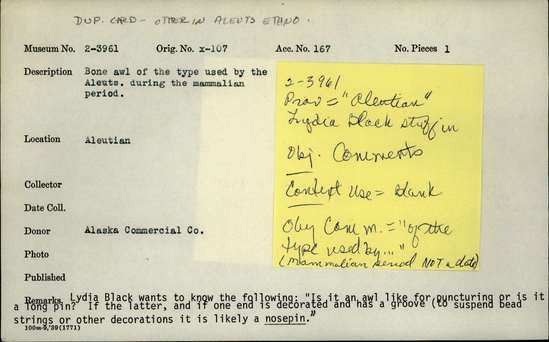 DUP. CARD - OTHER IN ALEUTS ETHNO.
Museum No. 2-3961 Orig. No. x-107 Acc. No. 167 No. Pieces 1
Description Bone awl of the type used by the
Aleuts. during the mammalian
period.
Location Aleutian
Collector
Date Coll.
Donor Alaska Commercial Co.
Photo
Published
Remarks Lydia Black wants to know the following: "Is it an awl like for puncturing or is it
a long pin? If the latter, and if one end is decorated and has a groove (to suspend bead
strings or other decorations it is likely a nosepin."
100m-9,'39(1771)
2-3961
Prov = "Aleutian"
Lydia Black stuff in
Obj. Comments
Context Use = blank
Obj Comm. = "of the
type used by..."
(Mammalian period NOT a date)